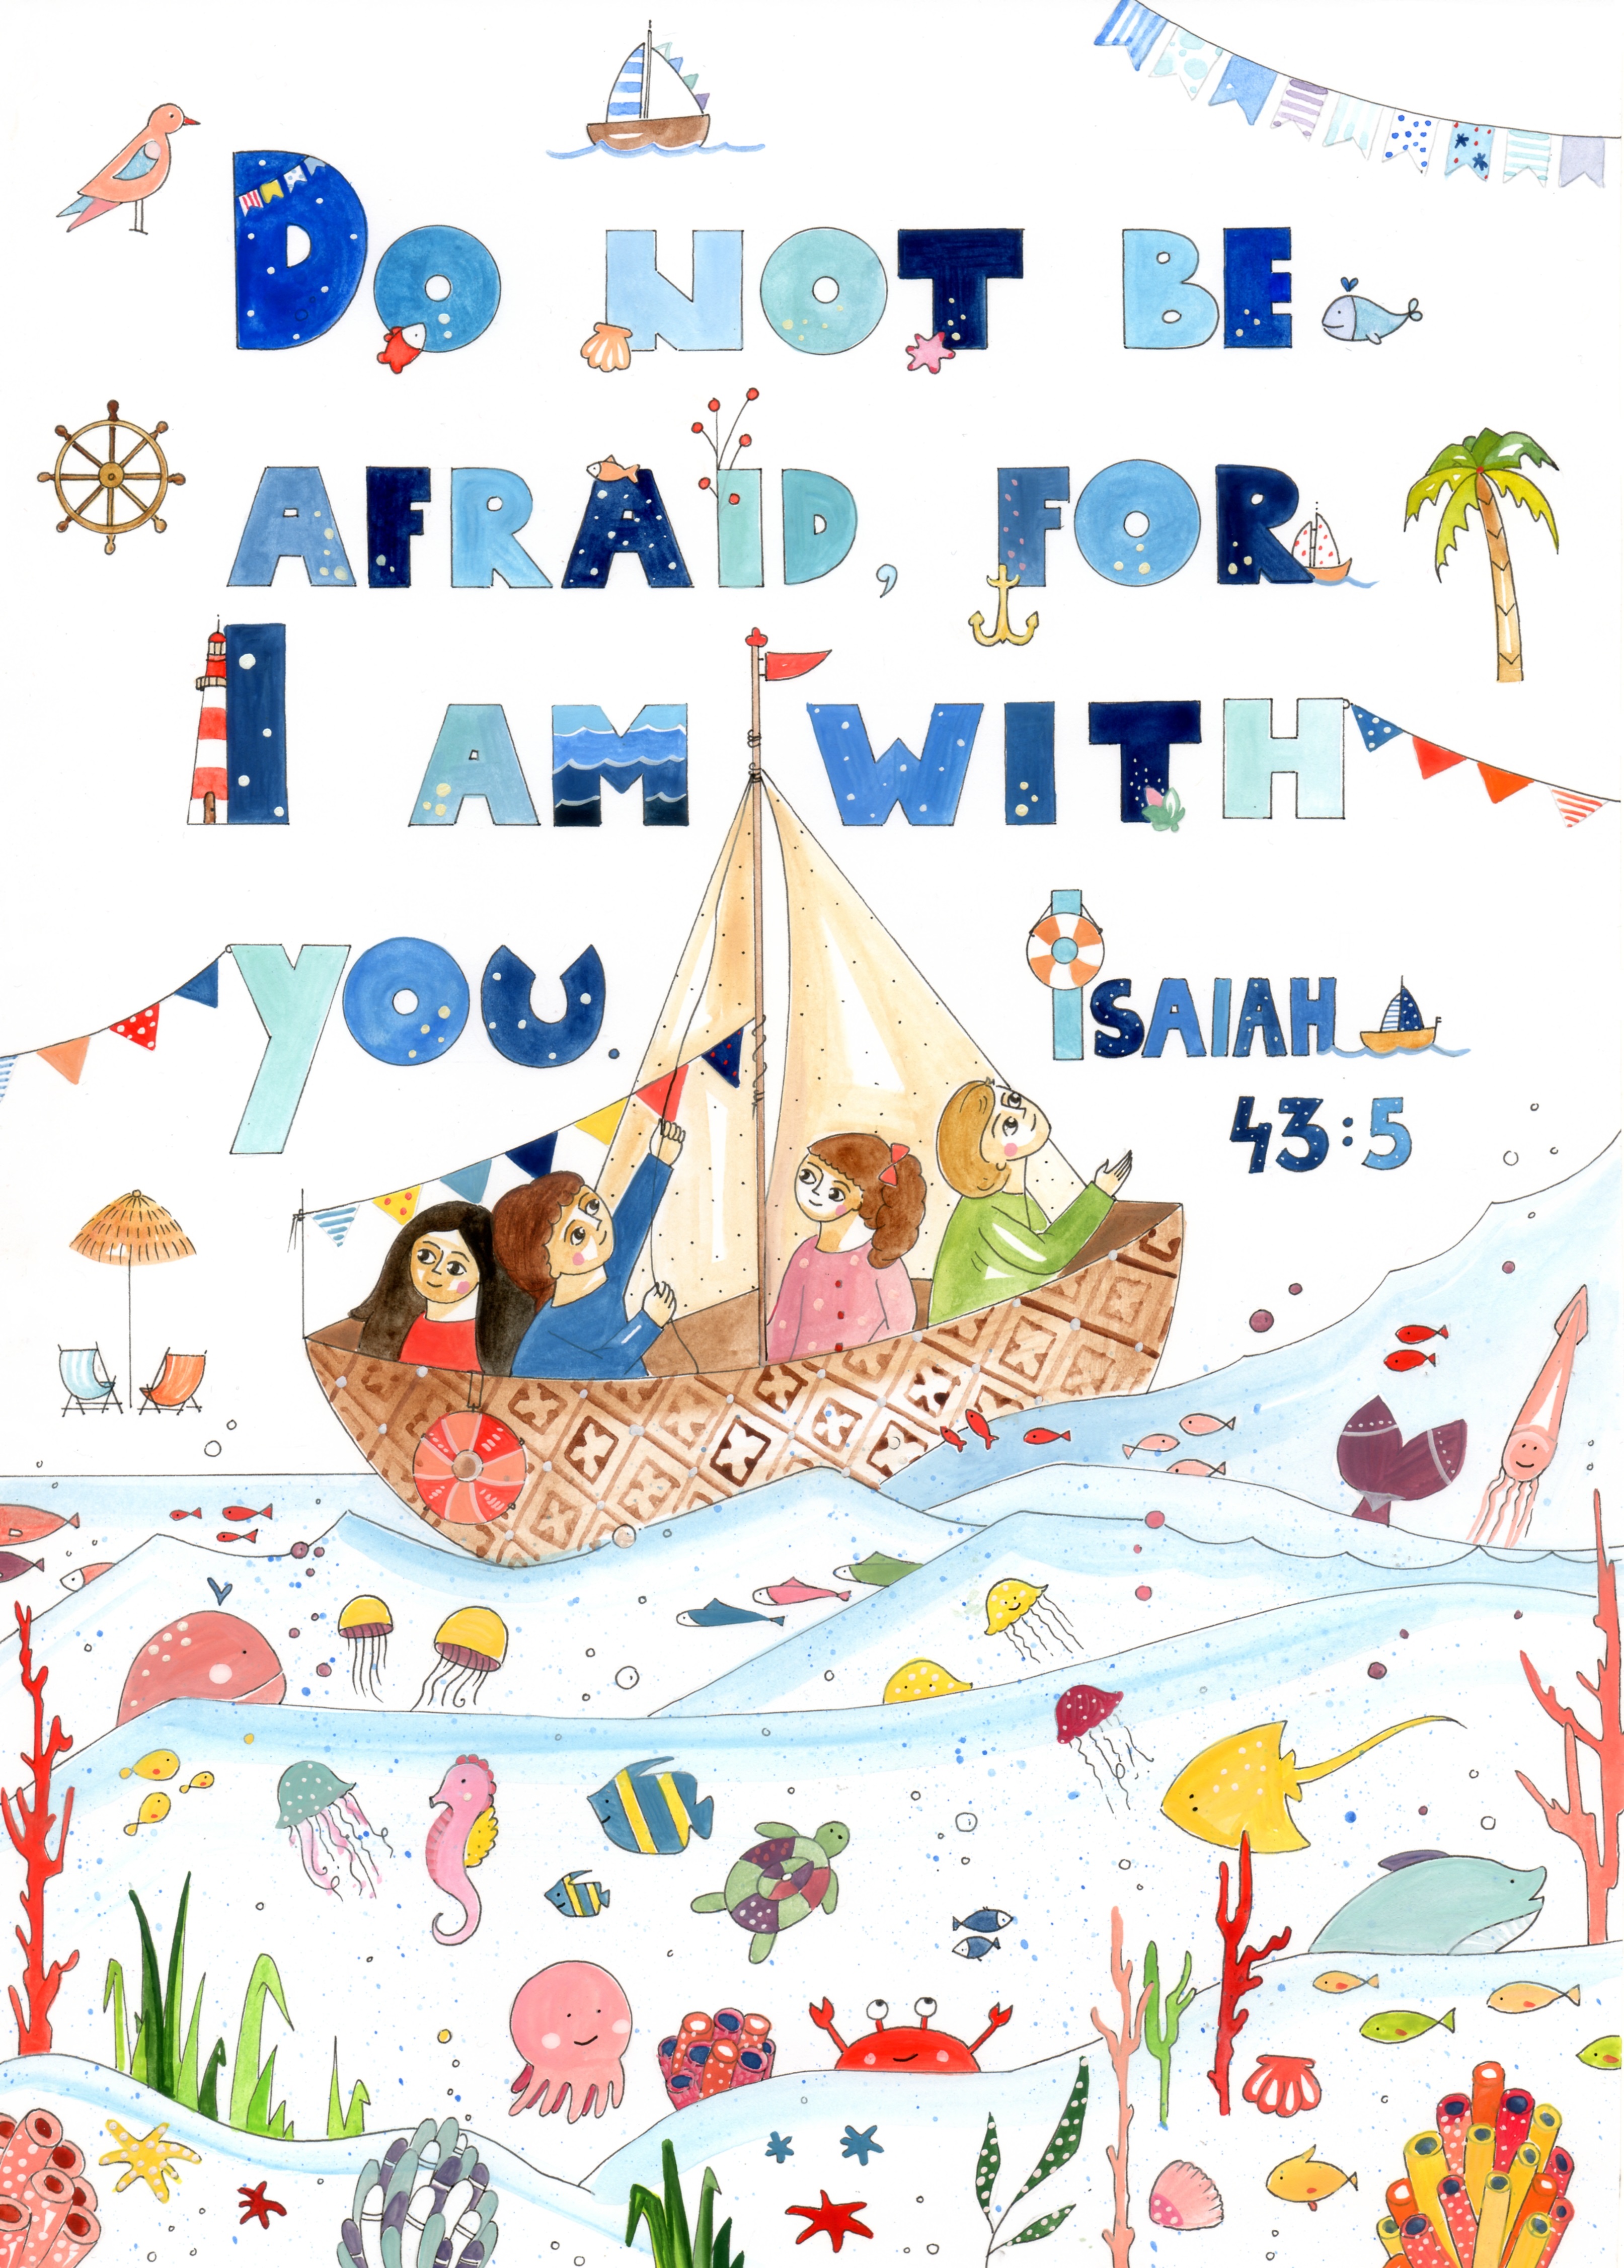 Do NOT BE
AFRAID, FOR
I AM WITH
YOU.
ISAIAH
43:5